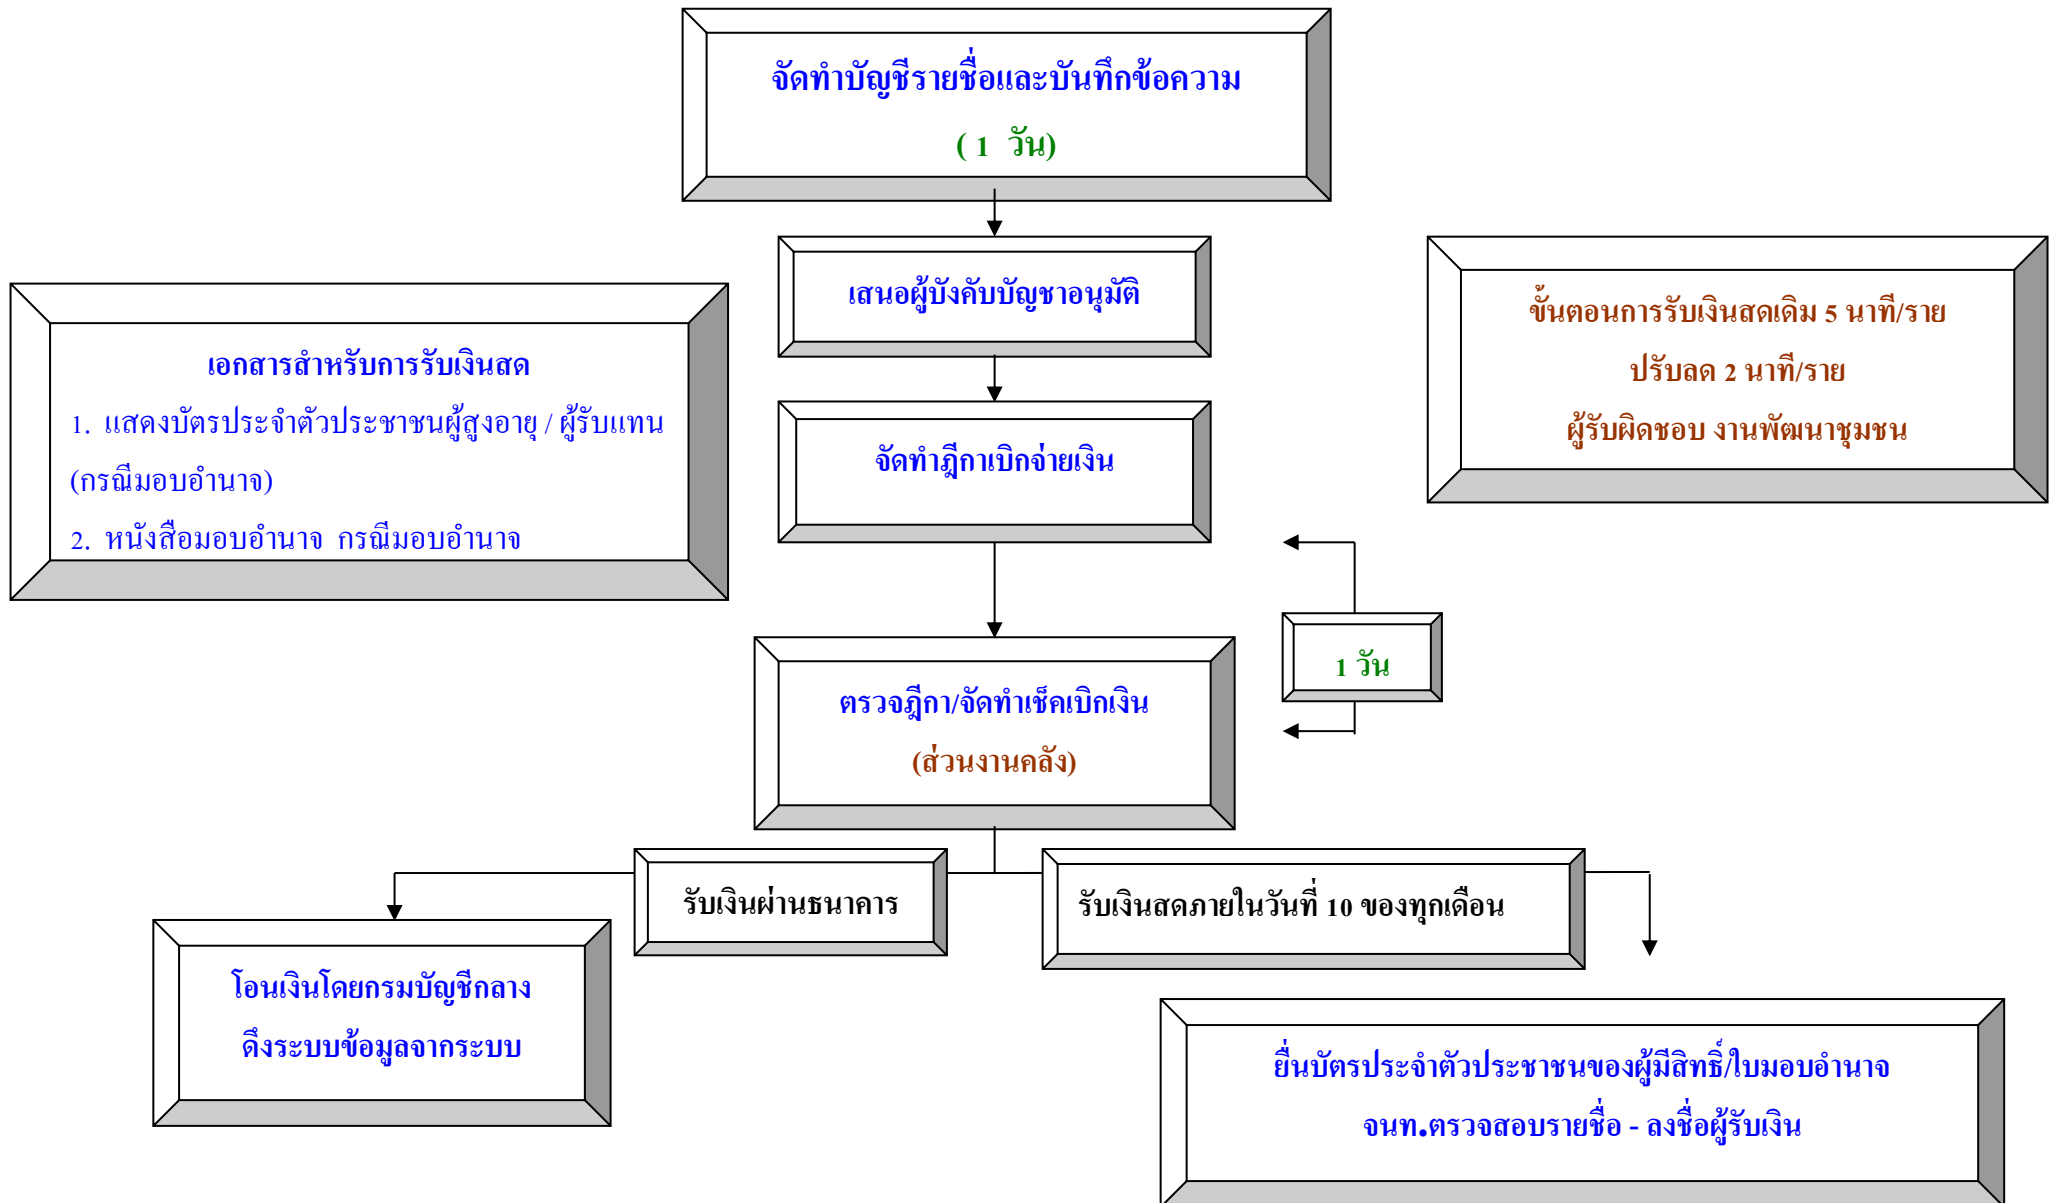 จัดทำบัญชีรายชื่อและบันทึกข้อความ
( 1 วัน)
เสนอผู้บังคับบัญชาอนุมัติ
ขั้นตอนการรับเงินสดเดิม 5 นาที/ราย
ปรับลด 2 นาที/ราย
ผู้รับผิดชอบ งานพัฒนาชุมชน
เอกสารสำหรับการรับเงินสด
1. แสดงบัตรประจำตัวประชาชนผู้สูงอายุ / ผู้รับแทน
(กรณีมอบอำนาจ)
2. หนังสือมอบอำนาจ กรณีมอบอำนาจ
จัดทำฎีกาเบิกจ่ายเงิน
1 วัน
ตรวจฎีกา/จัดทำเช็คเบิกเงิน
(ส่วนงานคลัง)
รับเงินผ่านธนาคาร
รับเงินสดภายในวันที่ 10 ของทุกเดือน
โอนเงินโดยกรมบัญชีกลาง
ดึงระบบข้อมูลจากระบบ
ยื่นบัตรประจำตัวประชาชนของผู้มีสิทธิ์/ใบมอบอำนาจ
จนท.ตรวจสอบรายชื่อ - ลงชื่อผู้รับเงิน